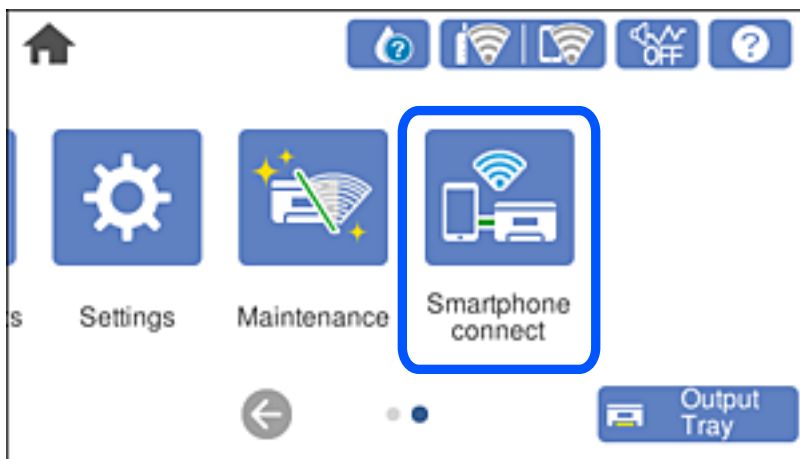 ?
OFF
?
s
Settings
Maintenance
Smartphone
connect
Output
Tray